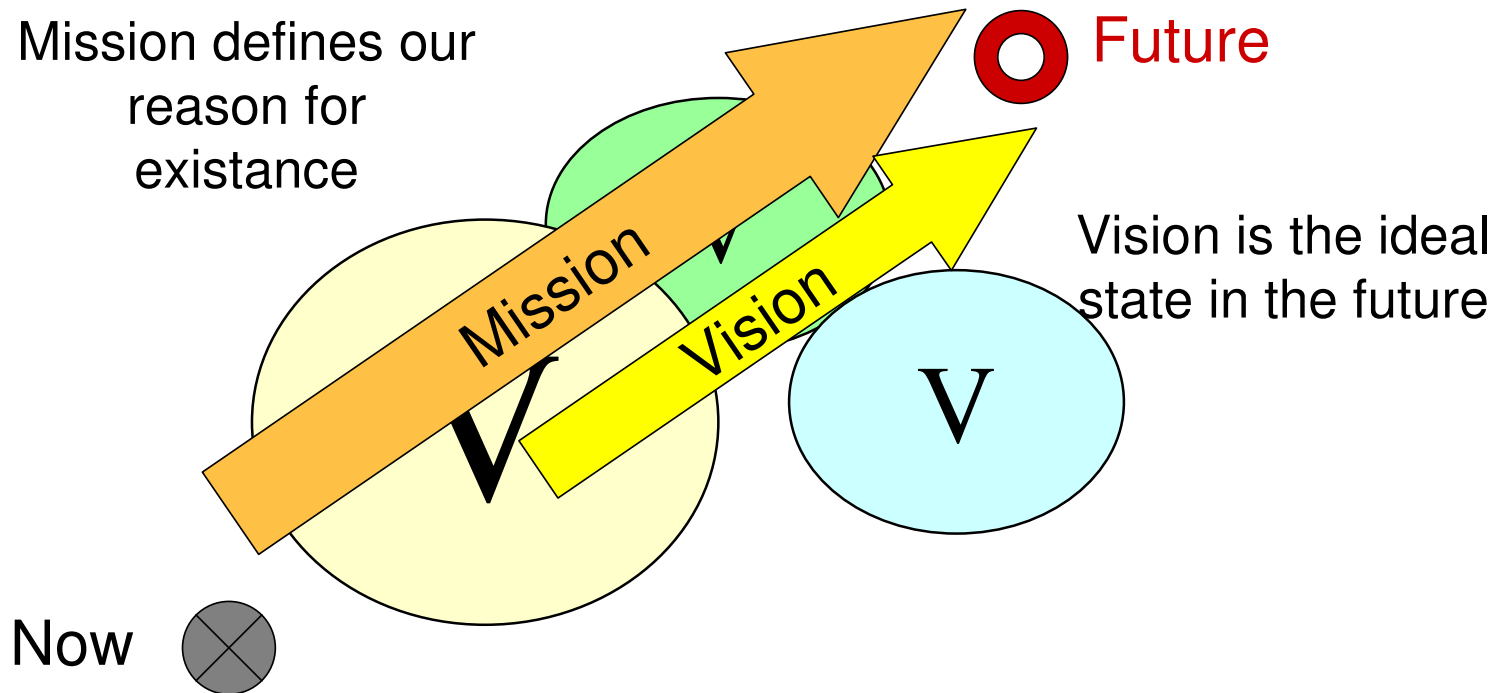 Mission defines our
reason for
existance
Future
Mission
Vision
Vision is the ideal
state in the future
V
V
V
Now